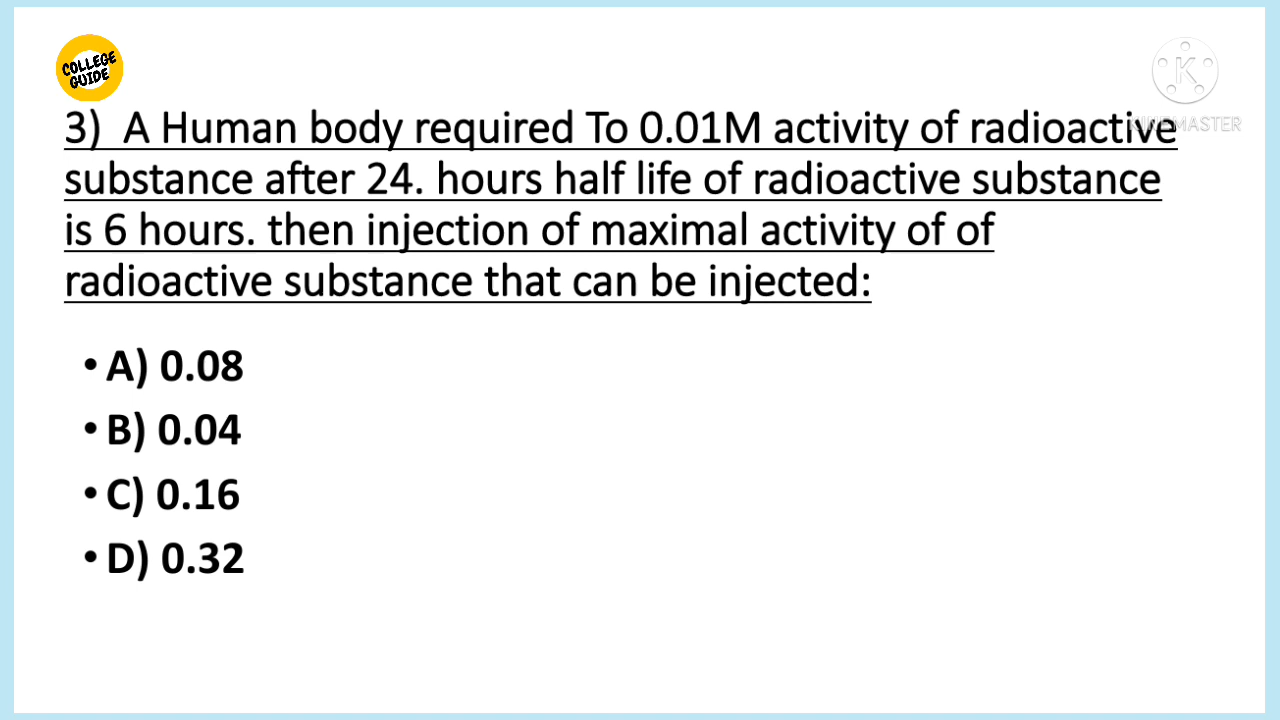 COLLEGE
GUIDE
K
KINEMASTER
3) A Human body required To 0.01M activity of radioactive
substance after 24. hours half life of radioactive substance
is 6 hours. then injection of maximal activity of of
radioactive substance that can be injected:
• A) 0.08
• B) 0.04
• C) 0.16
• D) 0.32